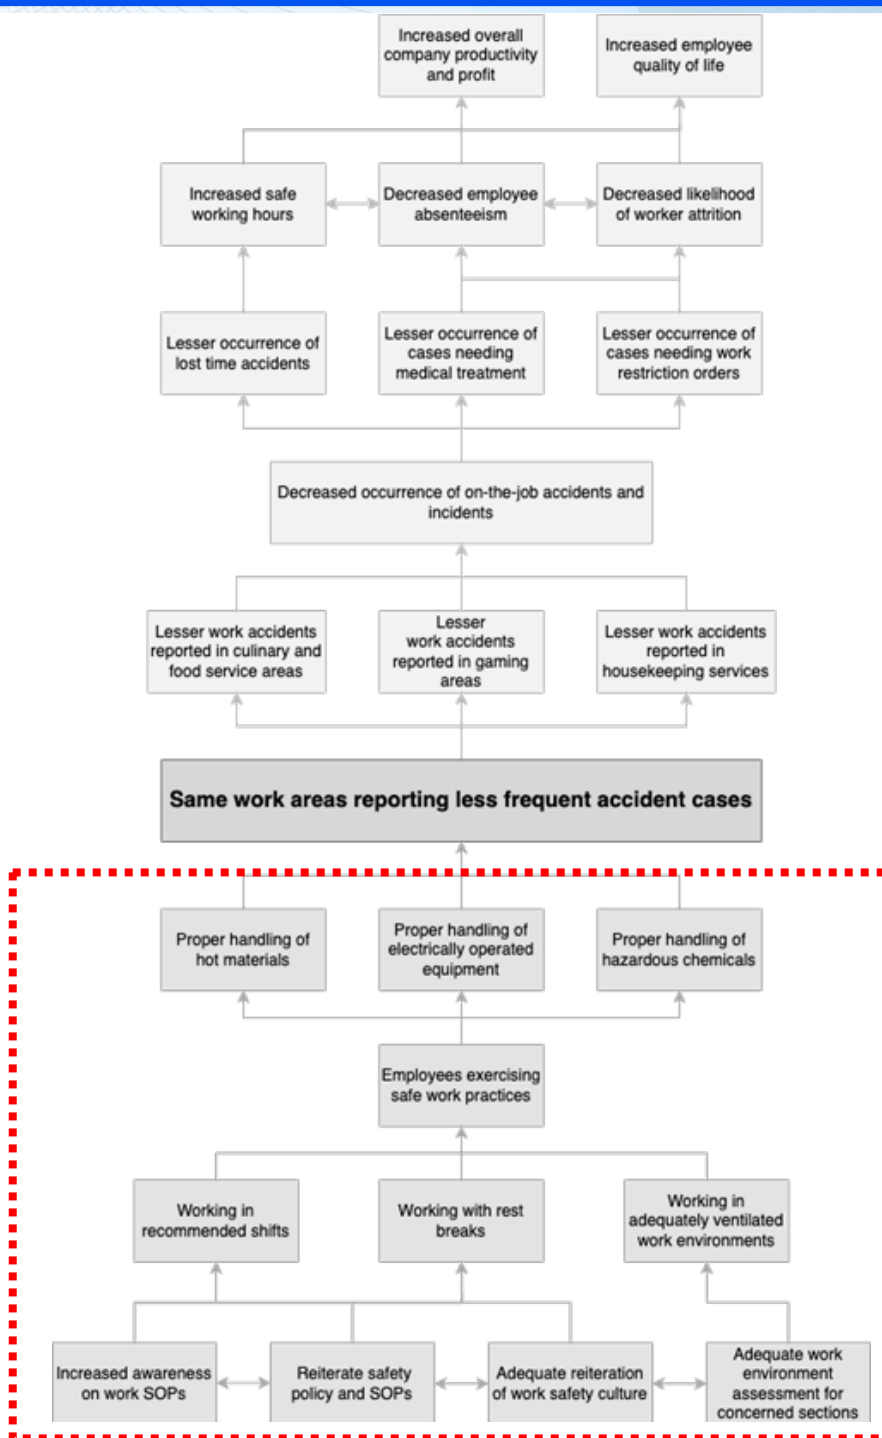 Increased overall
company productivity
and profit
Increased employee
quality of life
Increased safe
working hours
Decreased employee
absenteeism
Decreased likelihood
of worker attrition
Lesser occurrence of
lost time accidents
Lesser occurrence of
cases needing
medical treatment
Lesser occurrence of
cases needing work
restriction orders
Decreased occurrence of on-the-job accidents and
incidents
Lesser work accidents
reported in culinary and
food service areas
Lesser
work accidents
reported in gaming
areas
Lesser work accidents
reported in
housekeeping services
Same work areas reporting less frequent accident cases
Proper handling of
hot materials
Proper handling of
electrically operated
equipment
Proper handling of
hazardous chemicals
Employees exercising
safe work practices
Working in
recommended shifts
Working with rest
breaks
Working in
adequately ventilated
work environments
Increased awareness
on work SOPs
Reiterate safety
policy and SOPs
Adequate reiteration
of work safety culture
Adequate work
environment
assessment for
concerned sections